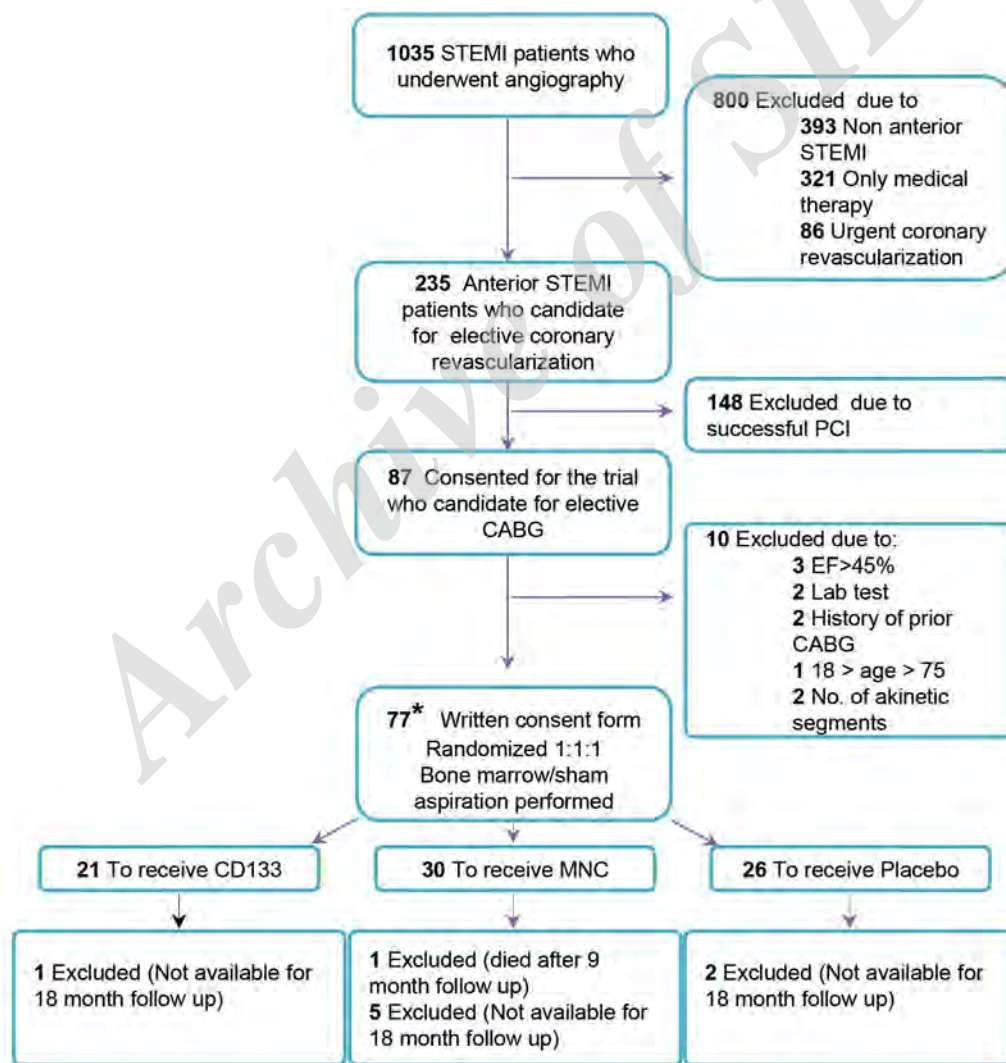 1035 STEMI patients who
underwent angiography
800 Excluded due to
393 Non anterior
STEMI
321 Only medical
therapy
86 Urgent coronary
revascularization
235 Anterior STEMI
patients who candidate
for elective coronary
revascularization
148 Excluded due to
successful PCI
87 Consented for the trial
who candidate for elective
CABG
10 Excluded due to:
3 EF>45%
2 Lab test
2 History of prior
CABG
1 18 > age > 75
2 No. of akinetic
segments
77* Written consent form
Randomized 1:1:1
Bone marrow/sham
aspiration performed
21 To receive CD133
30 To receive MNC
26 To receive Placebo
1 Excluded (Not available for
18 month follow up)
1 Excluded (died after 9
month follow up)
5 Excluded (Not available for
18 month follow up)
2 Excluded (Not available for
18 month follow up)
Archive of